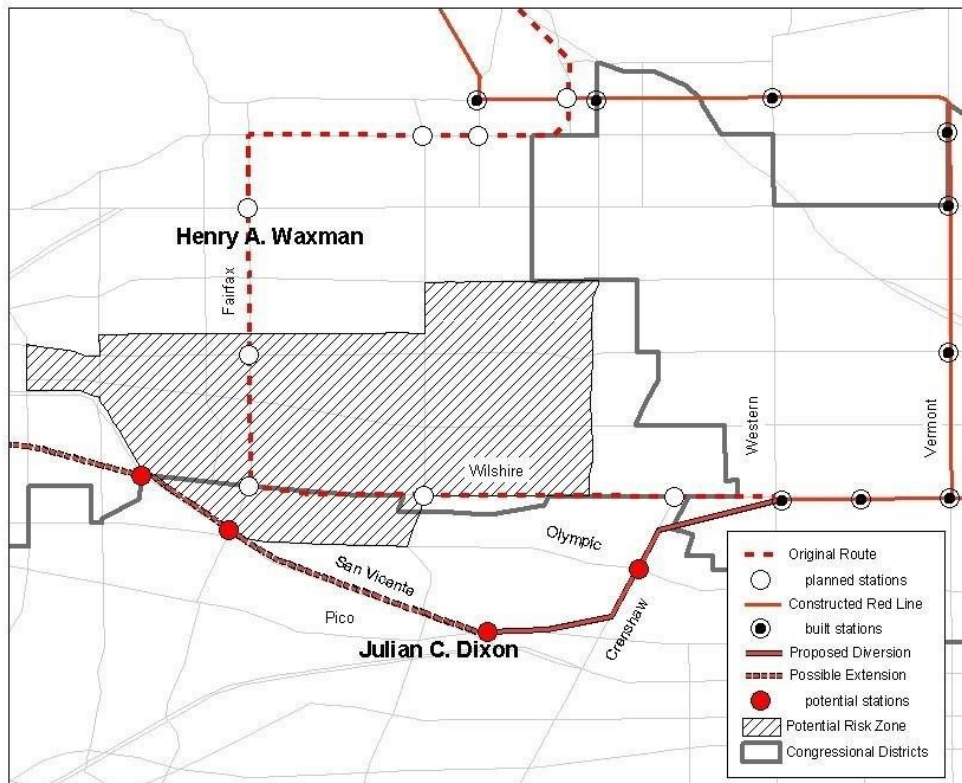 Henry A. Waxman
Fairfax
Western
Vermont
Wilshire
Olympic
San Vicente
Pico
Crenshaw
Julian C. Dixon
Original Route
planned stations
Constructed Red Line
built stations
Proposed Diversion
Possible Extension
potential stations
Potential Risk Zone
Congressional Districts